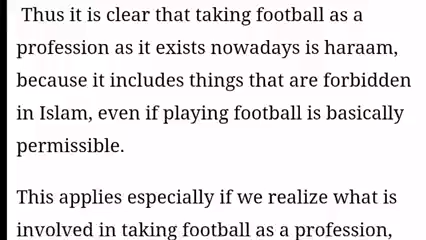 Thus it is clear that taking football as a
profession as it exists nowadays is haraam,
because it includes things that are forbidden
in Islam, even if playing football is basically
permissible.
This applies especially if we realize what is
involved in taking football as a profession,